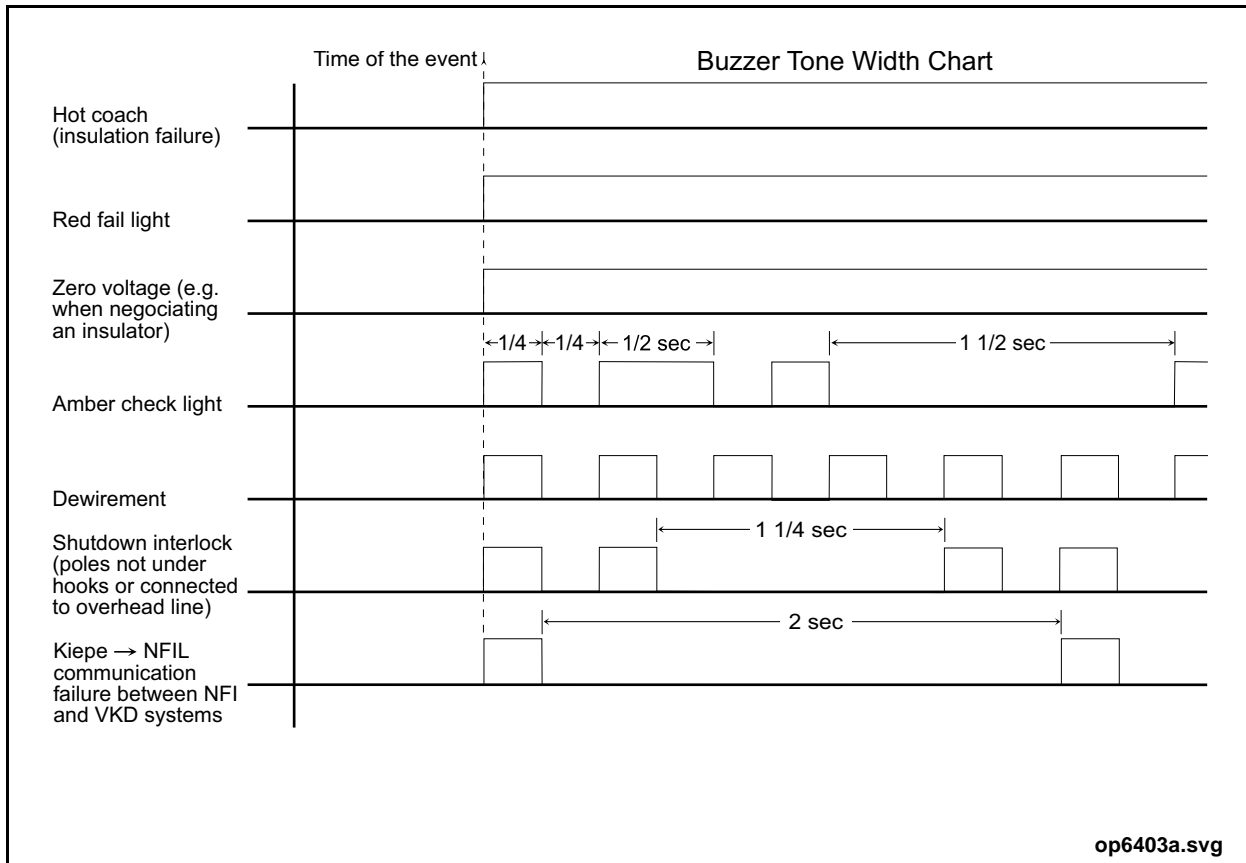 Time of the event
Buzzer Tone Width Chart
Hot coach
(insulation failure)
Red fail light
Zero voltage (e.g.
when negociating
an insulator)
1/4
1/4
1/2 sec
1 1/2 sec
Amber check light
Dewirement
Shutdown interlock
(poles not under
hooks or connected
to overhead line)
1 1/4 sec
2 sec
Kiepe → NFIL
communication
failure between NFI
and VKD systems
op6403a.svg